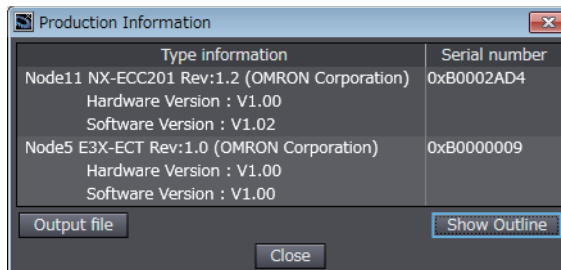 Production Information
Type information Serial number
Node11 NX-ECC201 Rev:1.2 (OMRON Corporation) 0xB0002AD4
Hardware Version : V1.00
Software Version : V1.02
Node5 E3X-ECT Rev:1.0 (OMRON Corporation) 0xB0000009
Hardware Version : V1.00
Software Version : V1.00
Output file Show Outline
Close